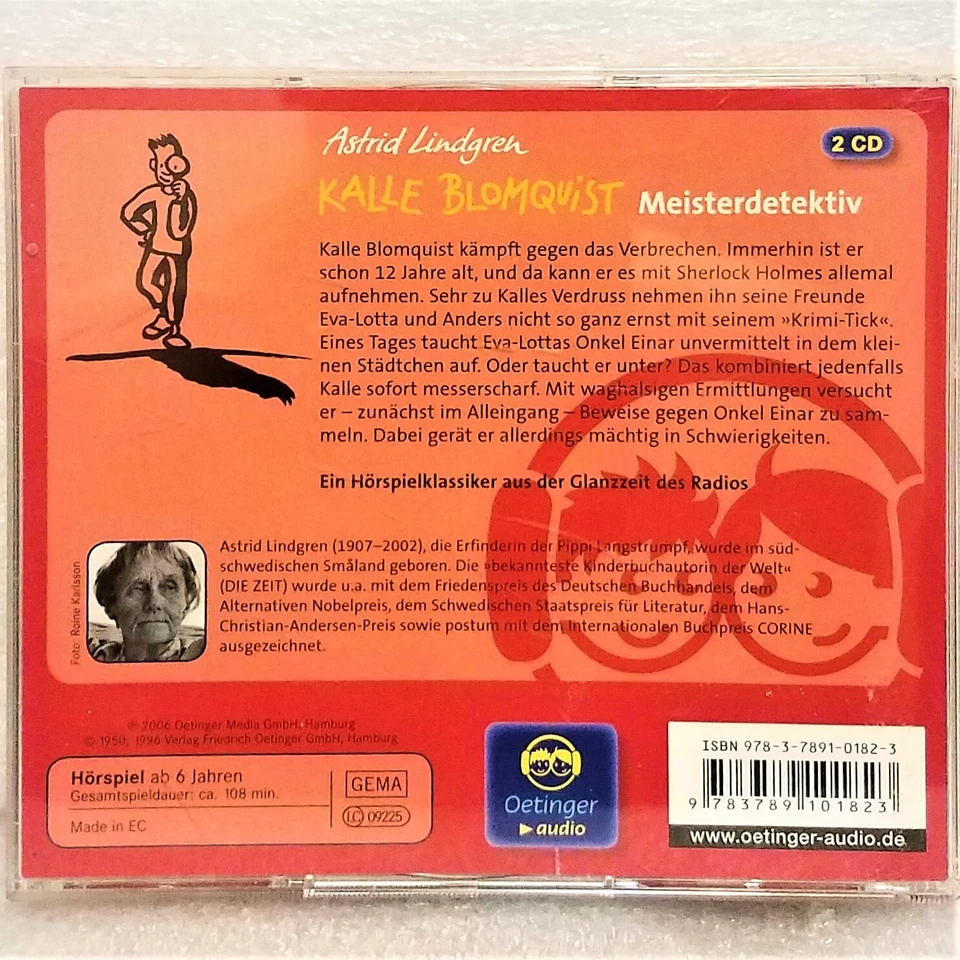 Astrid Lindgren
2 CD
KALLE BLOMQUIST Meisterdetektiv
Kalle Blomquist kämpft gegen das Verbrechen. Immerhin ist er
schon 12 Jahre alt, und da kann er es mit Sherlock Holmes allemal
aufnehmen. Sehr zu Kalles Verdruss nehmen ihn seine Freunde
Eva-Lotta und Anders nicht so ganz ernst mit seinem »Krimi-Tick«.
Eines Tages taucht Eva-Lottas Onkel Einar unvermittelt in dem klei-
nen Städtchen auf. Oder taucht er unter? Das kombiniert jedenfalls
Kalle sofort messerscharf. Mit waghalsigen Ermittlungen versucht
er – zunächst im Alleingang – Beweise gegen Onkel Einar zu sam-
meln. Dabei gerät er allerdings mächtig in Schwierigkeiten.
Ein Hörspielklassiker aus der Glanzzeit des Radios
Astrid Lindgren (1907–2002), die Erfinderin der Pippi Langstrumpf, wurde im süd-
schwedischen Småland geboren. Die »bekannteste Kinderbuchautorin der Welt«
(DIE ZEIT) wurde u.a. mit dem Friedenspreis des Deutschen Buchhandels, dem
Alternativen Nobelpreis, dem Schwedischen Staatspreis für Literatur, dem Hans-
Christian-Andersen-Preis sowie postum mit dem Internationalen Buchpreis CORINE
ausgezeichnet.
Foto: Roine Karlsson
℗ 2006 Oetinger Media GmbH, Hamburg
© 1950, 1996 Verlag Friedrich Oetinger GmbH, Hamburg
Hörspiel ab 6 Jahren
Gesamtspieldauer: ca. 108 min.
Made in EC
GEMA
LC 09225
Oetinger
audio
ISBN 978-3-7891-0182-3
9 783789 101823
www.oetinger-audio.de